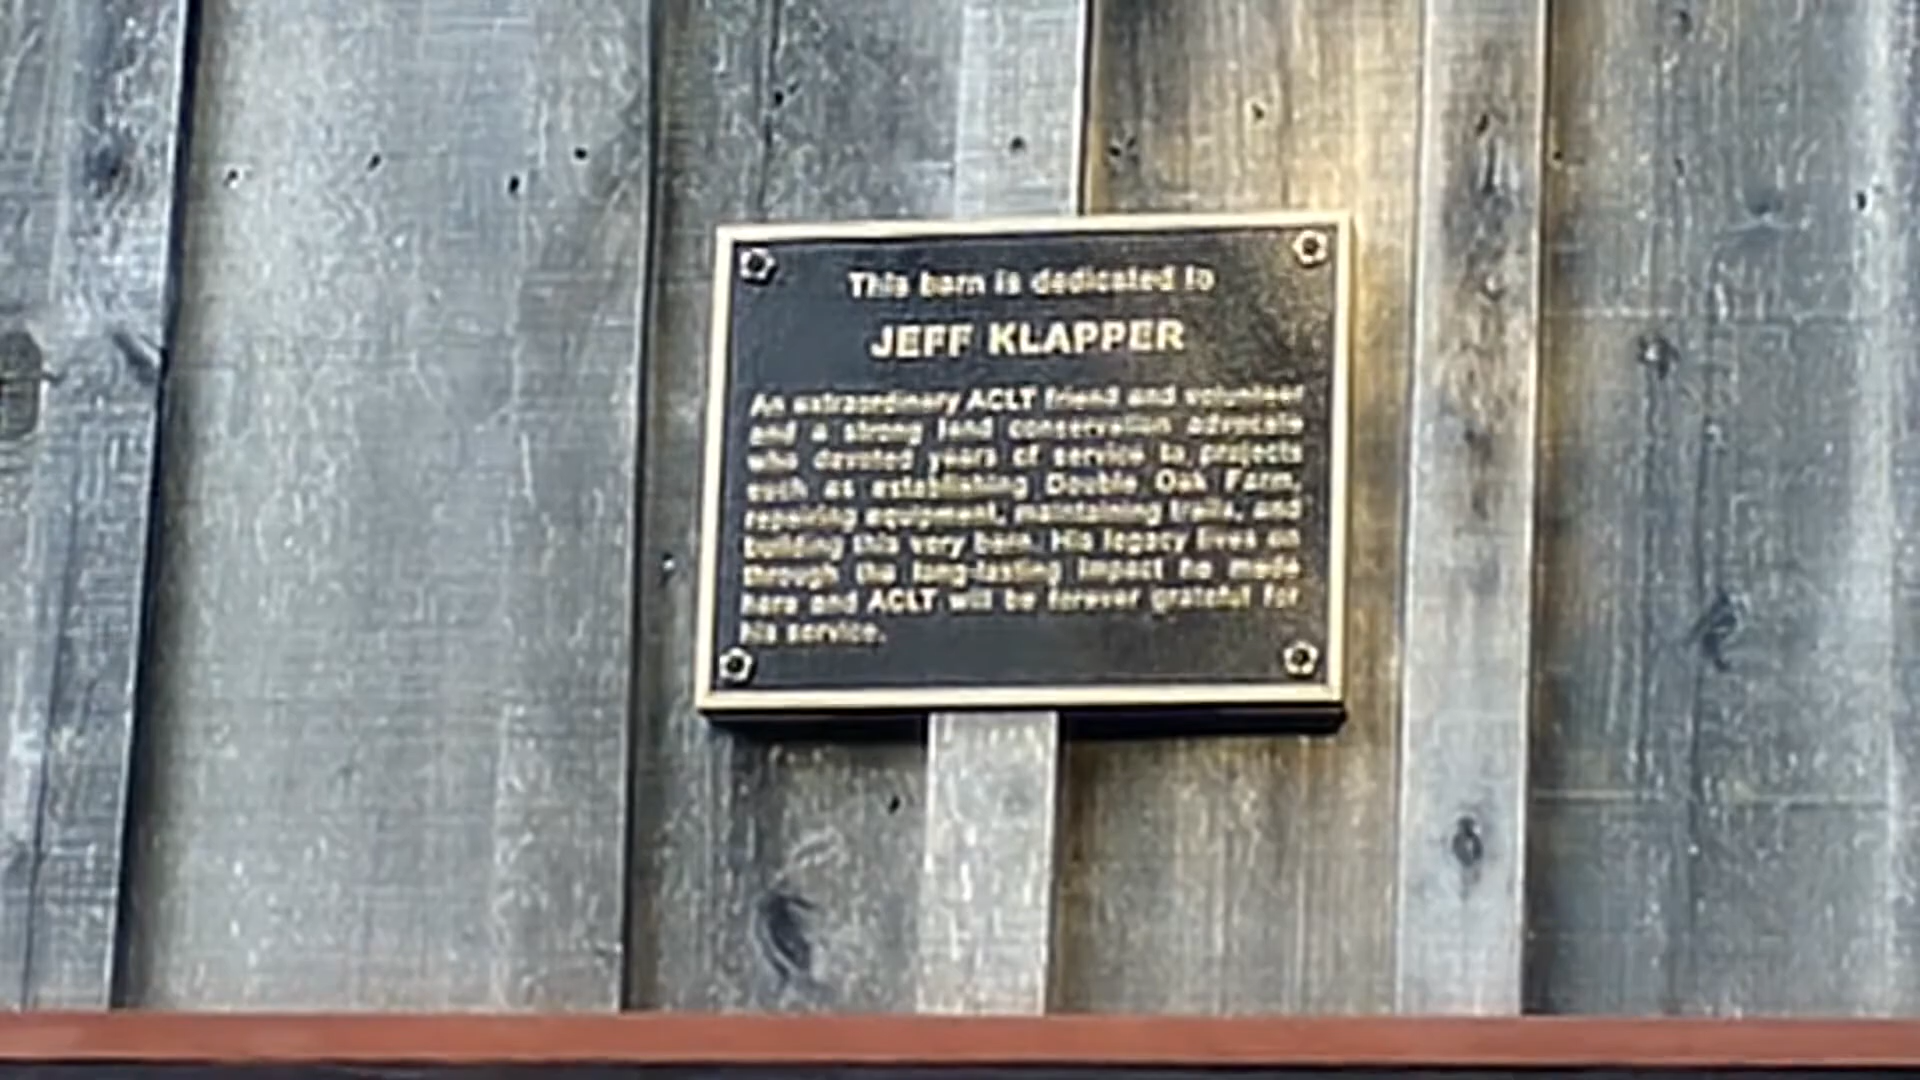 This barn is dedicated to
JEFF KLAPPER
An extraordinary ACLT friend and volunteer
and a strong land conservation advocate
who devoted years of service to projects
such as establishing Double Oak Farm,
repairing equipment, maintaining trails, and
building this very barn. His legacy lives on
through the long-lasting impact he made
here and ACLT will be forever grateful for
his service.